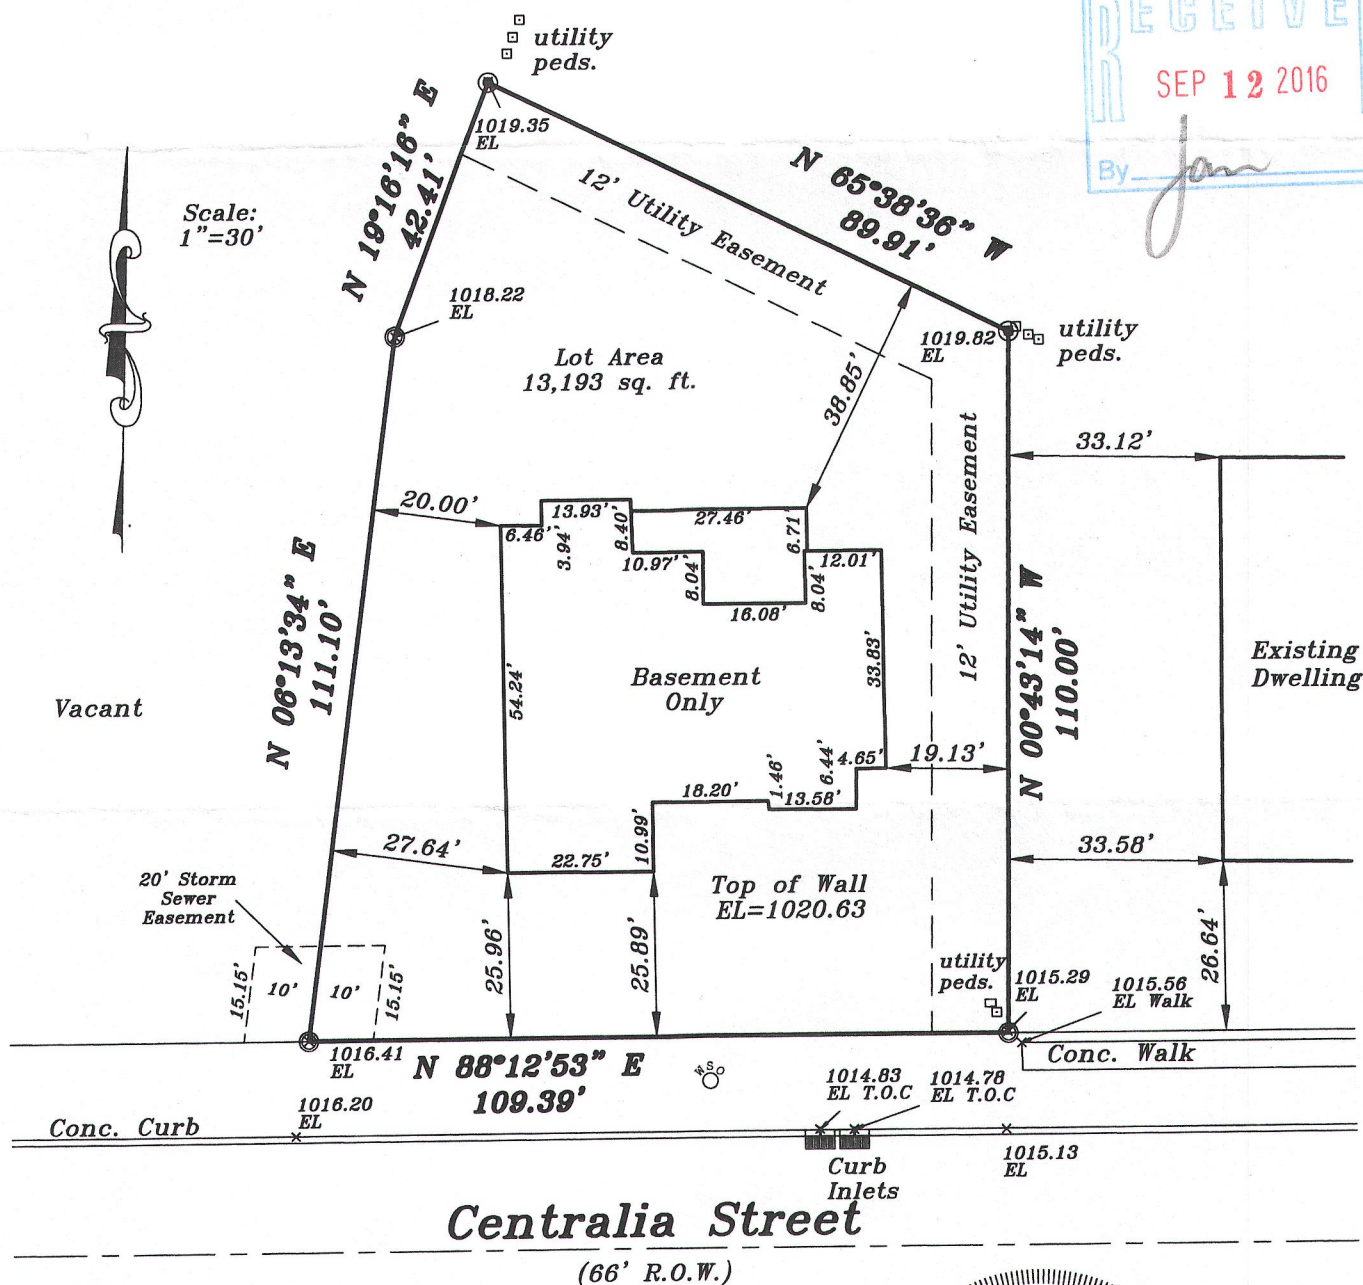 utility
peds.
RECEIVE
SEP 12 2016
By Jam
1019.35
EL
N 19°16'16" E
42.41'
N 65°38'36" W
89.91'
12' Utility Easement
Scale:
1"=30'
1018.22
EL
1019.82
EL
utility
peds.
Lot Area
13,193 sq. ft.
38.85'
33.12'
20.00'
13.93'
6.46'
3.94'
8.40'
27.46'
6.71'
10.97'
8.04'
12.01'
8.04'
16.08'
12' Utility Easement
N 06°13'34" E
111.10'
N 00°43'14" W
110.00'
33.83'
54.24'
Basement
Only
Existing
Dwelling
Vacant
4.65'
19.13'
6.44'
1.46'
18.20'
13.58'
10.99'
27.64'
22.75'
33.58'
20' Storm
Sewer
Easement
Top of Wall
EL=1020.63
25.96'
25.89'
26.64'
15.15'
10'
10'
15.15'
utility
peds.
1015.29
EL
1015.56
EL Walk
1016.41
EL
N 88°12'53" E
109.39'
WSO
Conc. Walk
1014.83
EL T.O.C
1014.78
EL T.O.C
1016.20
EL
Conc. Curb
1015.13
EL
Curb
Inlets
Centralia Street
(66' R.O.W.)